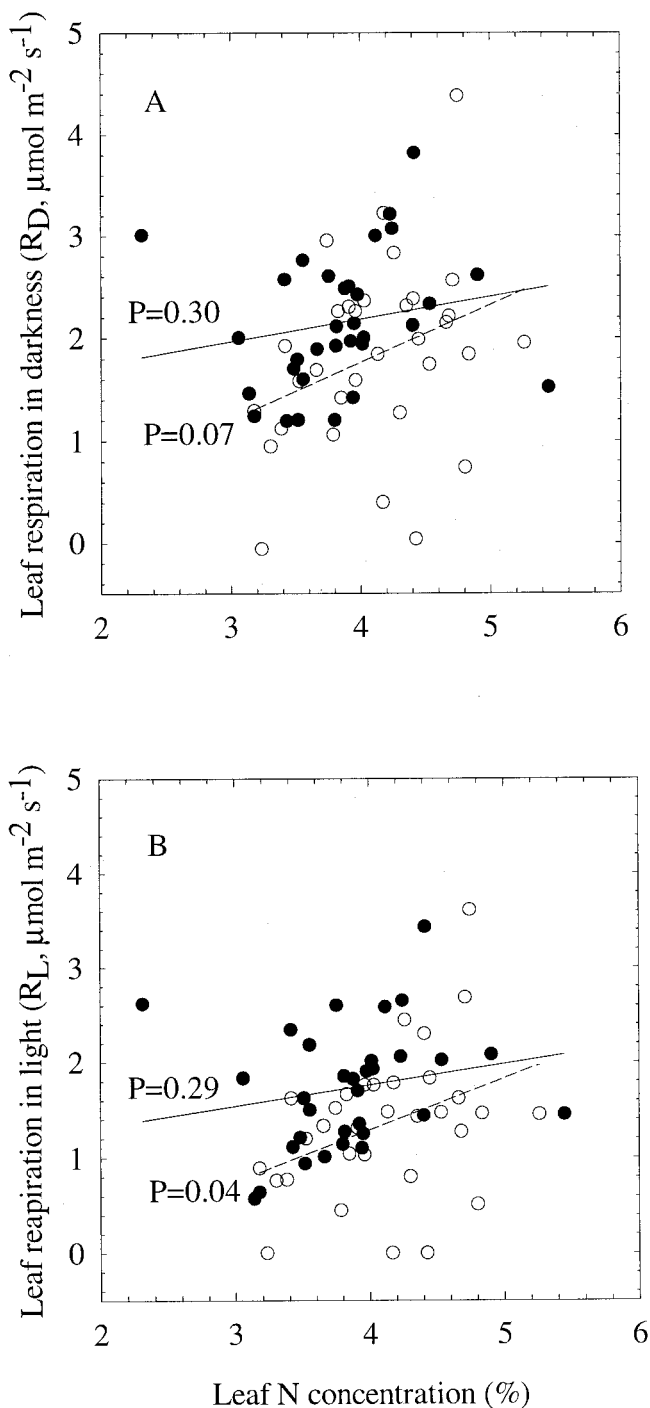 Leaf respiration in darkness (RD, μmol m-2 s-1)
5
4
3
2
1
0
A
P=0.30
P=0.07
2 3 4 5 6
Leaf reapiration in light (RL, μmol m-2 s-1)
5
4
3
2
1
0
B
P=0.29
P=0.04
2 3 4 5 6
Leaf N concentration (%)